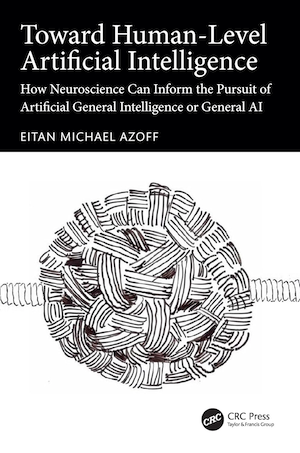 Toward Human-Level
Artificial Intelligence
How Neuroscience Can Inform the Pursuit of
Artificial General Intelligence or General AI
EITAN MICHAEL AZOFF
CRC
CRC Press
Taylor & Francis Group